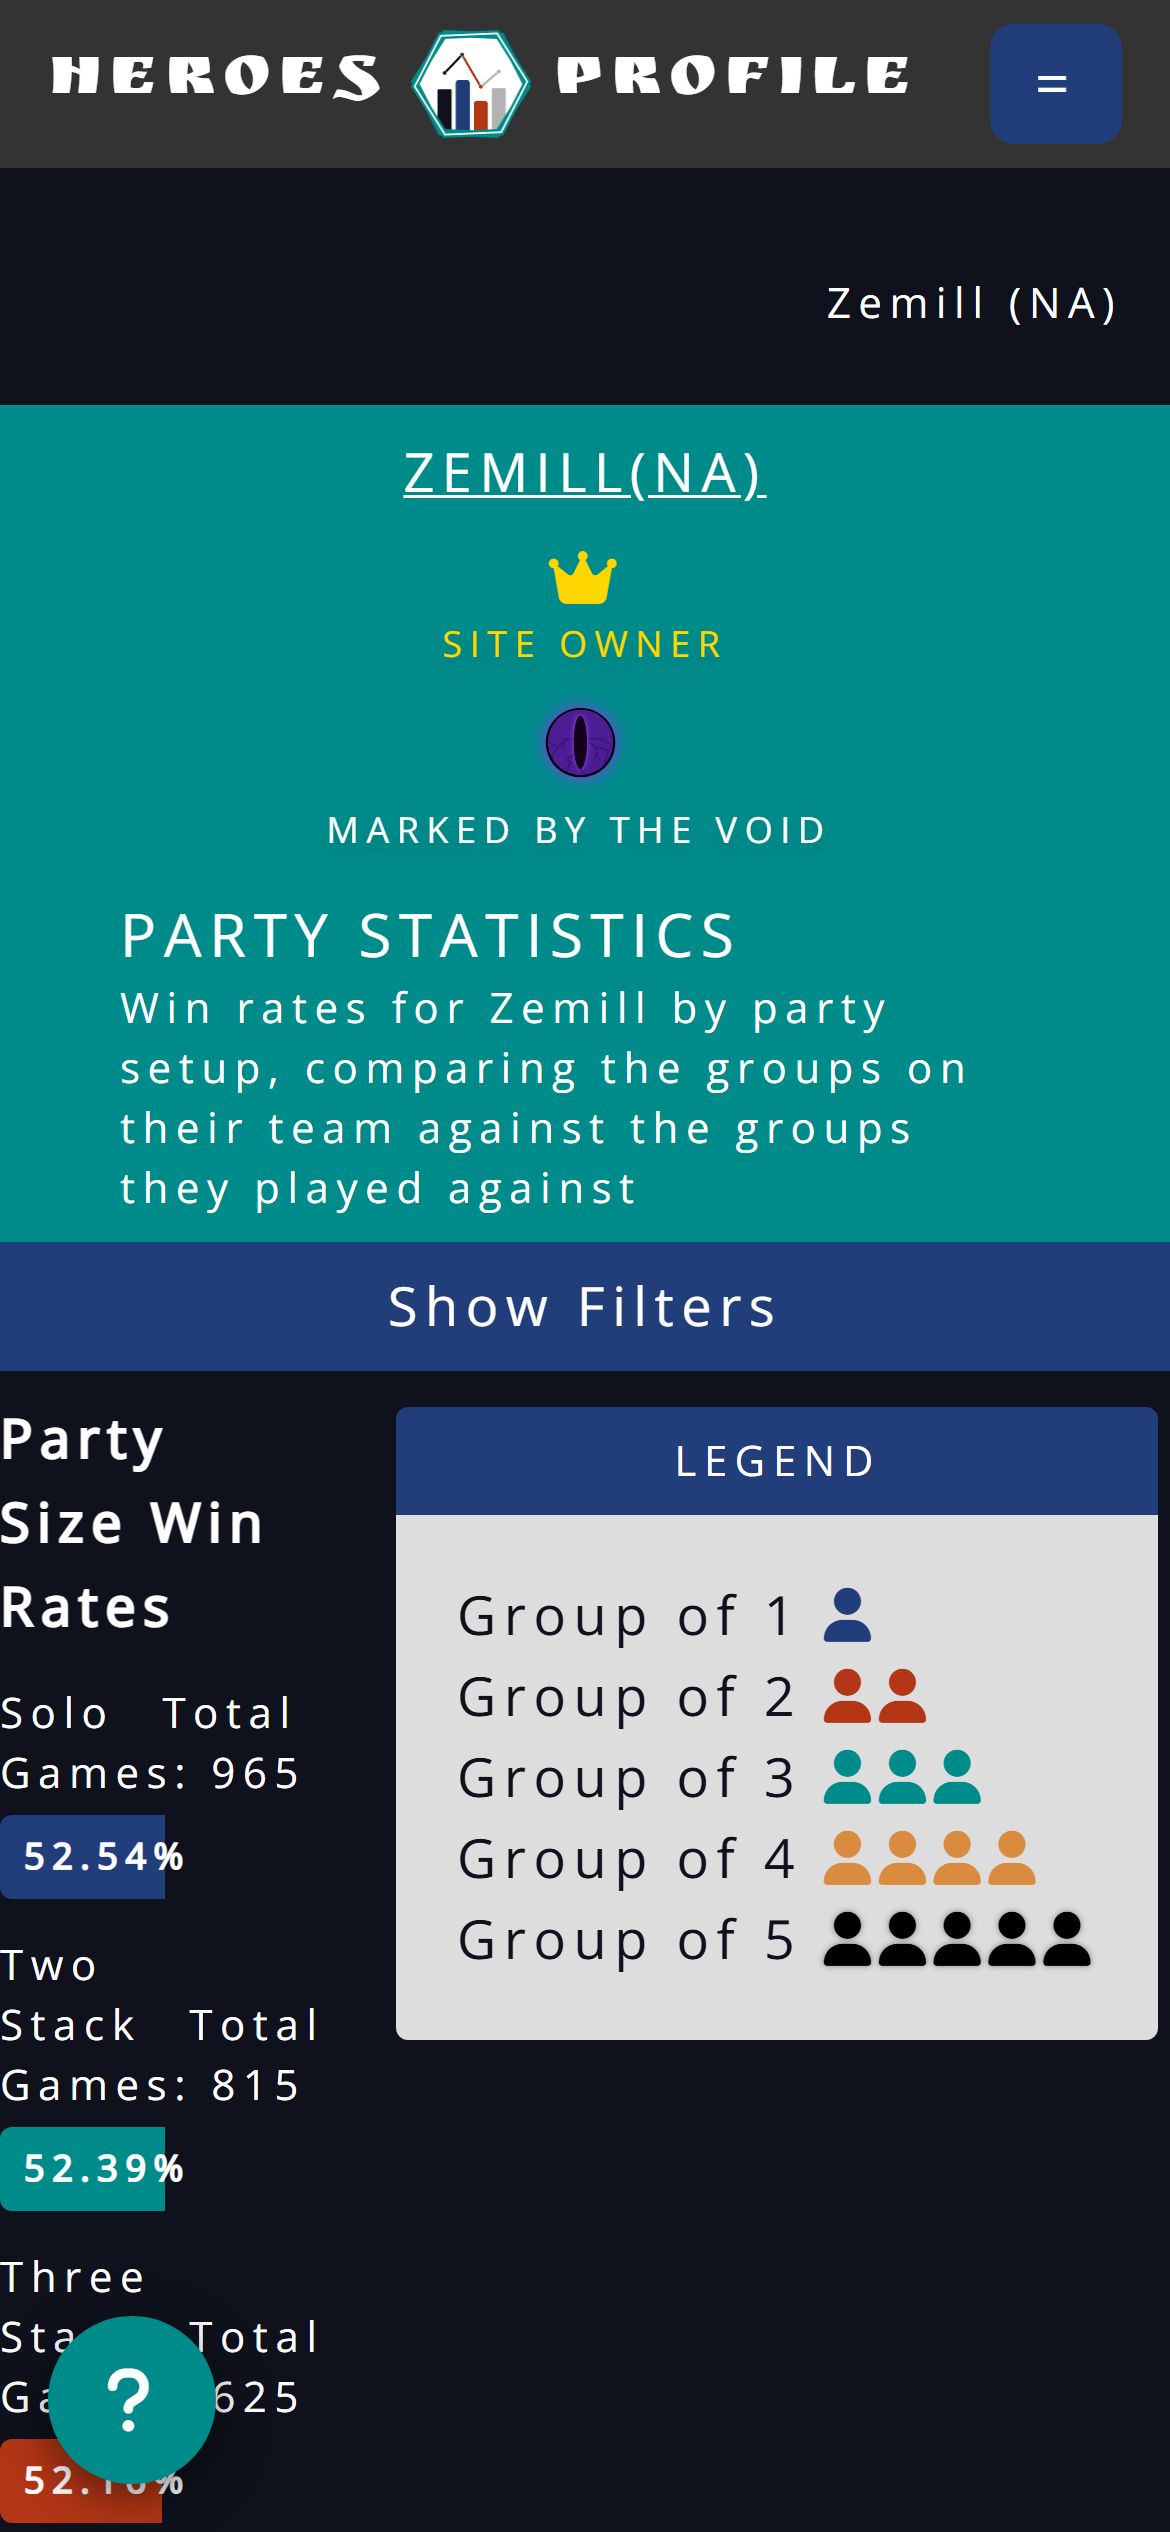 HEROES PROFILE
=
Zemill (NA)
ZEMILL(NA)
SITE OWNER
MARKED BY THE VOID
PARTY STATISTICS
Win rates for Zemill by party
setup, comparing the groups on
their team against the groups
they played against
Show Filters
Party
Size Win
Rates
Solo Total
Games: 965
52.54%
Two
Stack Total
Games: 815
52.39%
Three
Total
625
?
LEGEND
Group of 1
Group of 2
Group of 3
Group of 4
Group of 5